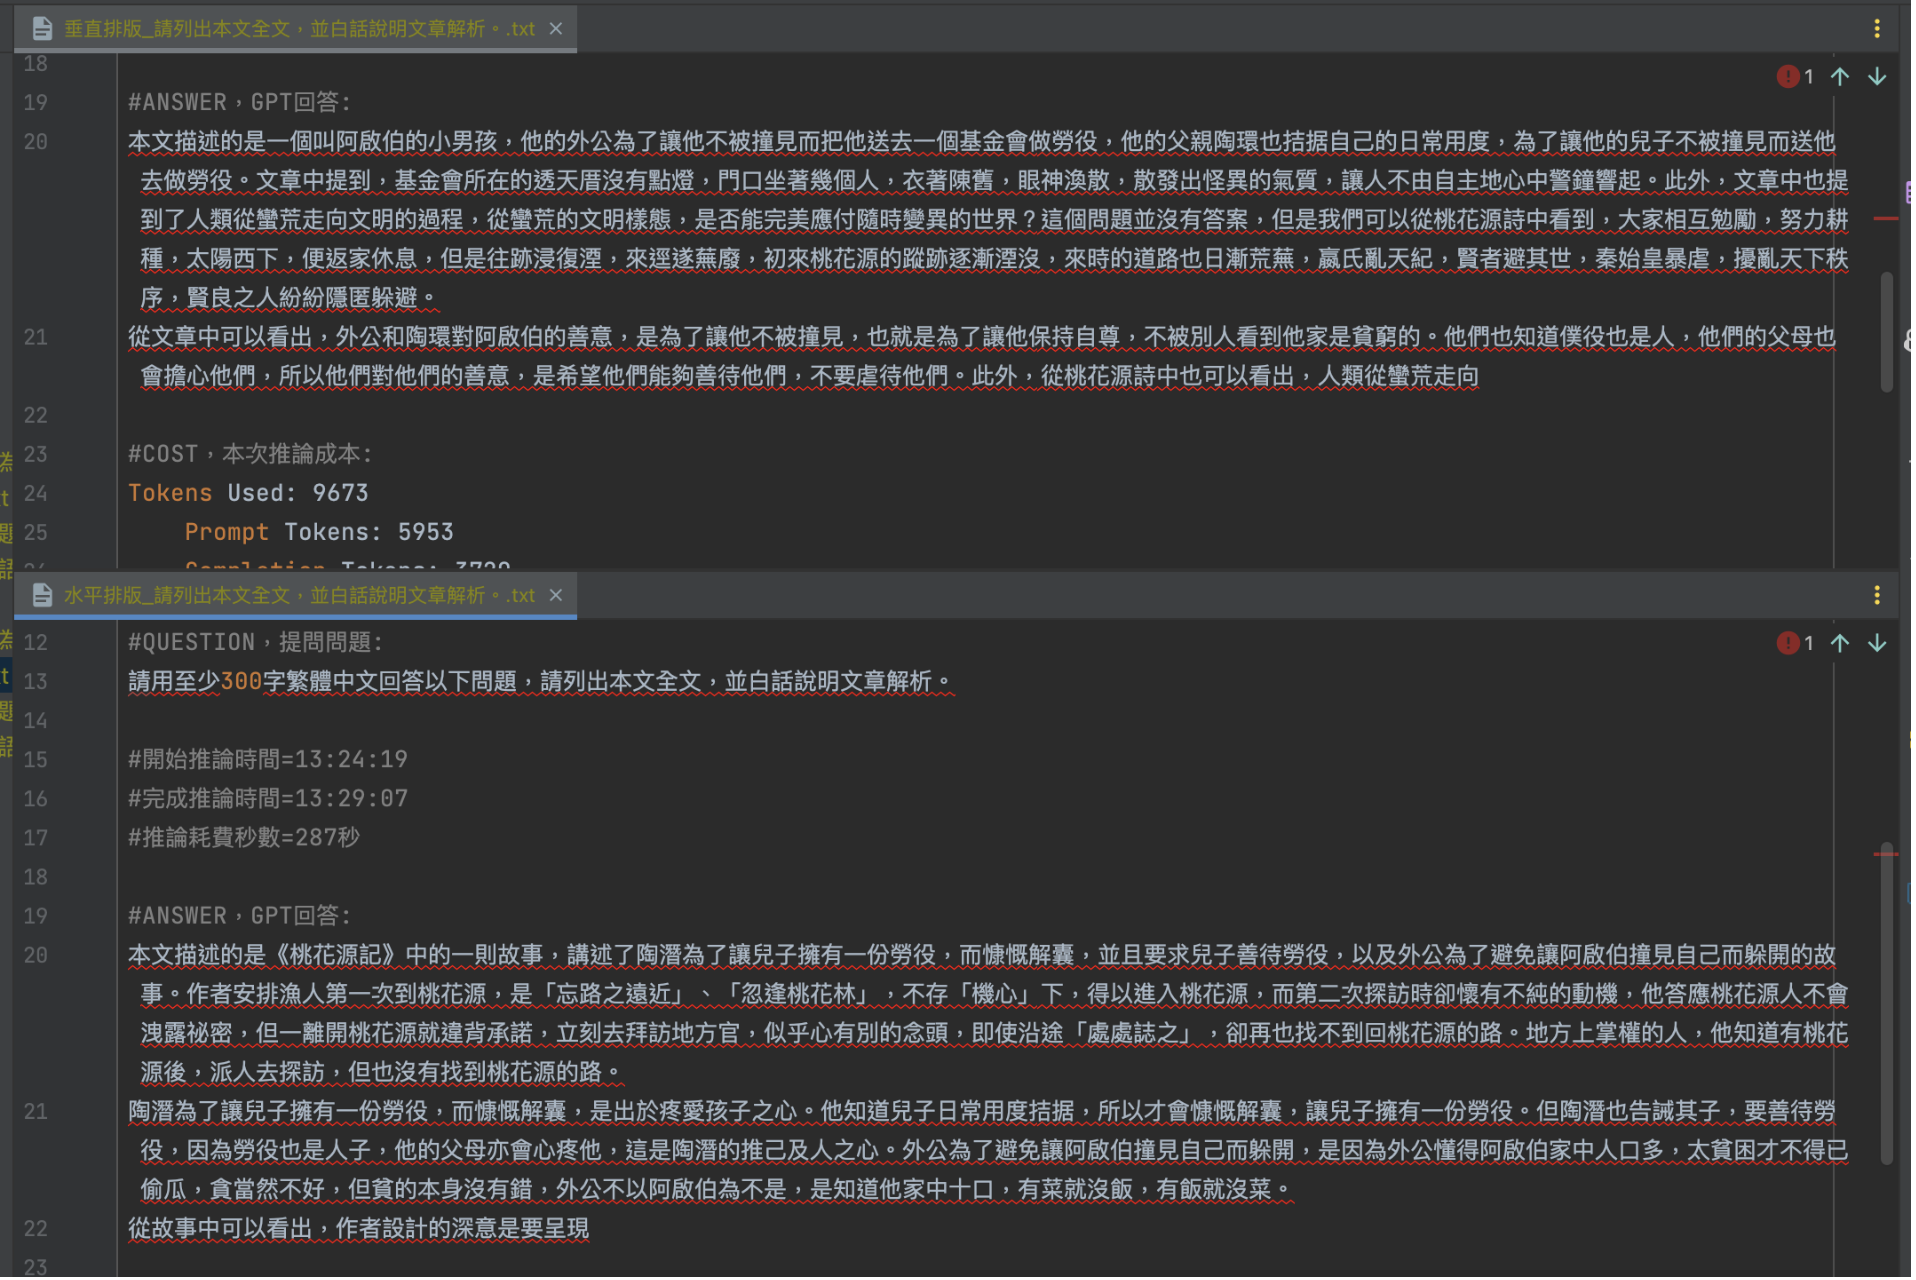 垂直排版_請列出本文全文，並白話說明文章解析。.txt
18
1
19 #ANSWER，GPT回答:
20 本文描述的是一個叫阿啟伯的小男孩，他的外公為了讓他不被撞見而把他送去一個基金會做勞役，他的父親陶環也拮据自己的日常用度，為了讓他的兒子不被撞見而送他
去做勞役。文章中提到，基金會所在的透天厝沒有點燈，門口坐著幾個人，衣著陳舊，眼神渙散，散發出怪異的氣質，讓人不由自主地心中警鐘響起。此外，文章中也提
到了人類從蠻荒走向文明的過程，從蠻荒的文明樣態，是否能完美應付隨時變異的世界？這個問題並沒有答案，但是我們可以從桃花源詩中看到，大家相互勉勵，努力耕
種，太陽西下，便返家休息，但是往跡浸復湮，來逕遂蕪廢，初來桃花源的蹤跡逐漸湮沒，來時的道路也日漸荒蕪，嬴氏亂天紀，賢者避其世，秦始皇暴虐，擾亂天下秩
序，賢良之人紛紛隱匿躲避。
21 從文章中可以看出，外公和陶環對阿啟伯的善意，是為了讓他不被撞見，也就是為了讓他保持自尊，不被別人看到他家是貧窮的。他們也知道僕役也是人，他們的父母也
會擔心他們，所以他們對他們的善意，是希望他們能夠善待他們，不要虐待他們。此外，從桃花源詩中也可以看出，人類從蠻荒走向
22
23 #COST，本次推論成本:
24 Tokens Used: 9673
25 Prompt Tokens: 5953
26 Completion Tokens: 3720
水平排版_請列出本文全文，並白話說明文章解析。.txt
12 #QUESTION，提問問題:
1
13 請用至少300字繁體中文回答以下問題，請列出本文全文，並白話說明文章解析。
14
15 #開始推論時間=13:24:19
16 #完成推論時間=13:29:07
17 #推論耗費秒數=287秒
18
19 #ANSWER，GPT回答:
20 本文描述的是《桃花源記》中的一則故事，講述了陶潛為了讓兒子擁有一份勞役，而慷慨解囊，並且要求兒子善待勞役，以及外公為了避免讓阿啟伯撞見自己而躲開的故
事。作者安排漁人第一次到桃花源，是「忘路之遠近」、「忽逢桃花林」，不存「機心」下，得以進入桃花源，而第二次探訪時卻懷有不純的動機，他答應桃花源人不會
洩露祕密，但一離開桃花源就違背承諾，立刻去拜訪地方官，似乎心有別的念頭，即使沿途「處處誌之」，卻再也找不到回桃花源的路。地方上掌權的人，他知道有桃花
源後，派人去探訪，但也沒有找到桃花源的路。
21 陶潛為了讓兒子擁有一份勞役，而慷慨解囊，是出於疼愛孩子之心。他知道兒子日常用度拮据，所以才會慷慨解囊，讓兒子擁有一份勞役。但陶潛也告誡其子，要善待勞
役，因為勞役也是人子，他的父母亦會心疼他，這是陶潛的推己及人之心。外公為了避免讓阿啟伯撞見自己而躲開，是因為外公懂得阿啟伯家中人口多，太貧困才不得已
偷瓜，貪當然不好，但貧的本身沒有錯，外公不以阿啟伯為不是，是知道他家中十口，有菜就沒飯，有飯就沒菜。
22 從故事中可以看出，作者設計的深意是要呈現
23